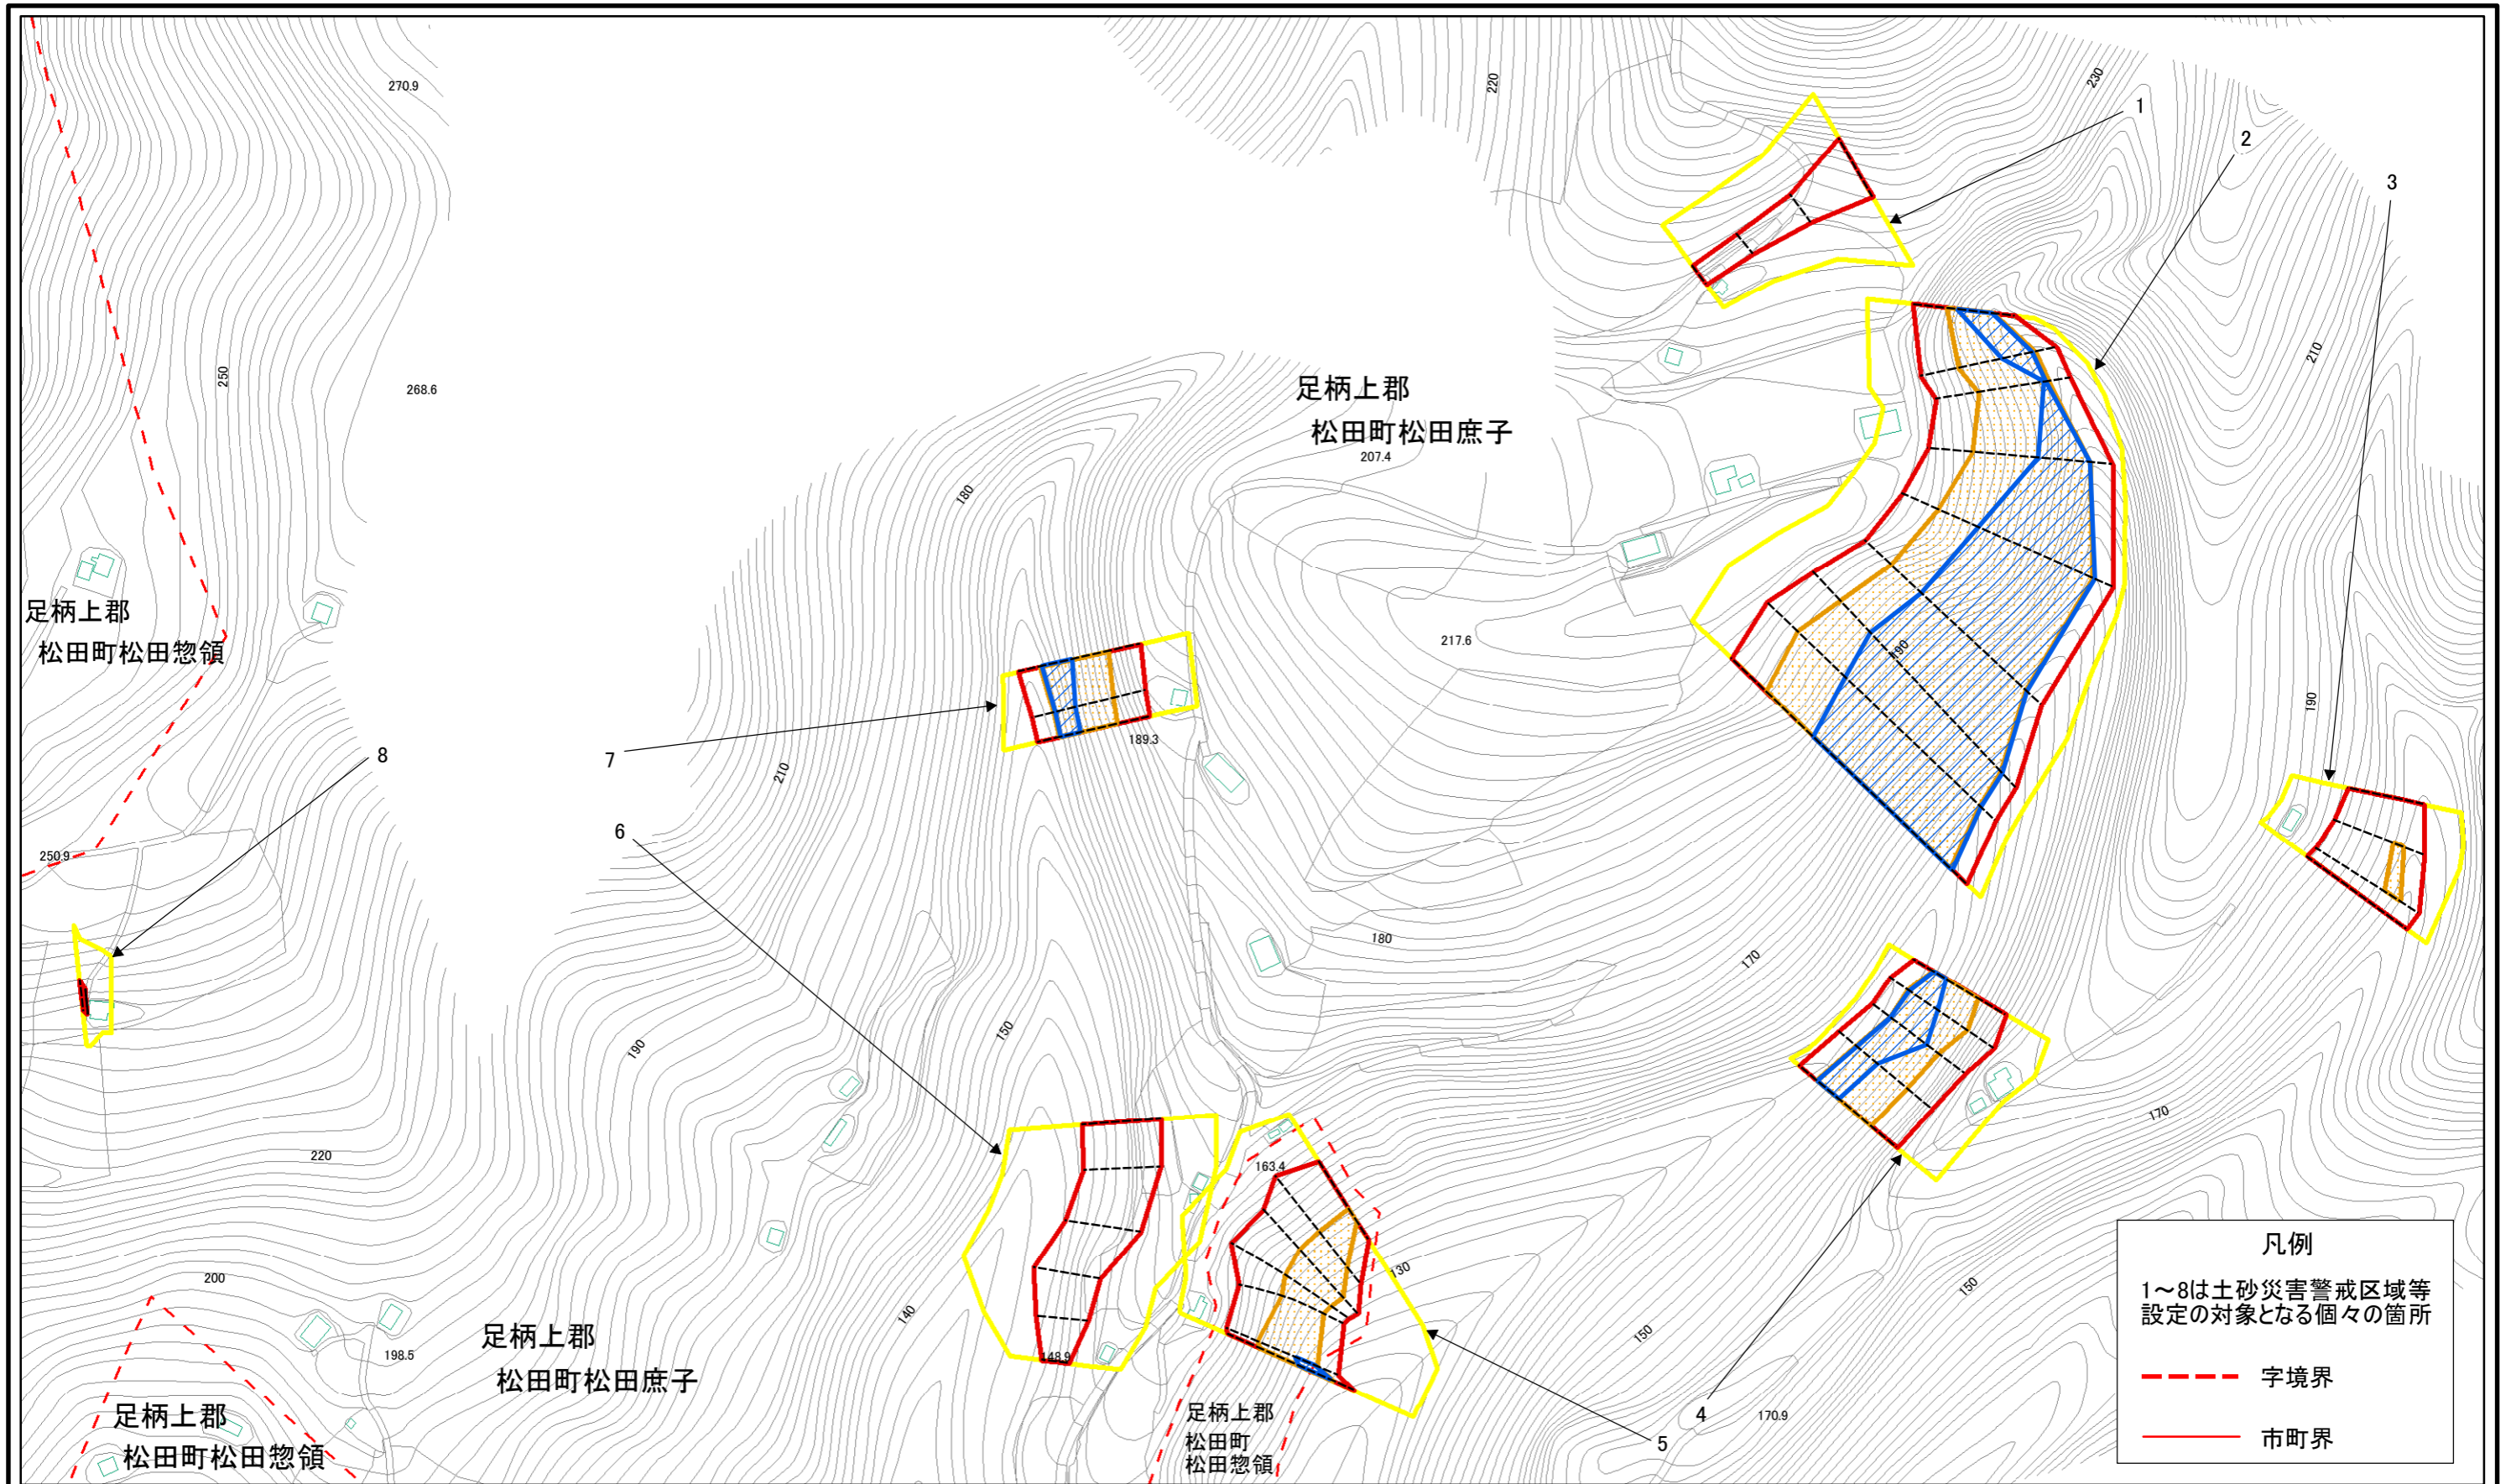 270.9
220
230
1
2
3
250
268.6
足柄上郡
松田町松田庶子
207.4
210
180
足柄上郡
松田町松田惣領
217.6
190
190
7
189.3
8
210
6
250.9
180
170
150
190
220
163.4
170
130
200
140
150
150
198.5
足柄上郡
松田町松田庶子
148.9
4
170.9
5
足柄上郡
松田町松田惣領
足柄上郡
松田町
松田惣領
凡例
1～8は土砂災害警戒区域等
設定の対象となる個々の箇所
字境界
市町界